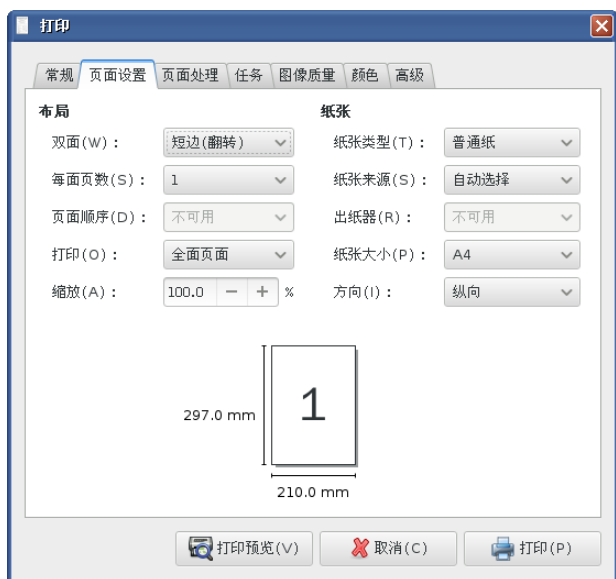 打印
常规 页面设置 页面处理 任务 图像质量 颜色 高级
布局 纸张
双面(W)： 短边(翻转) 纸张类型(T)： 普通纸
每面页数(S)： 1 纸张来源(S)： 自动选择
页面顺序(D)： 不可用 出纸器(R)： 不可用
打印(O)： 全面页面 纸张大小(P)： A4
缩放(A)： 100.0 − + % 方向(I)： 纵向
1
297.0 mm
210.0 mm
打印预览(V) 取消(C) 打印(P)